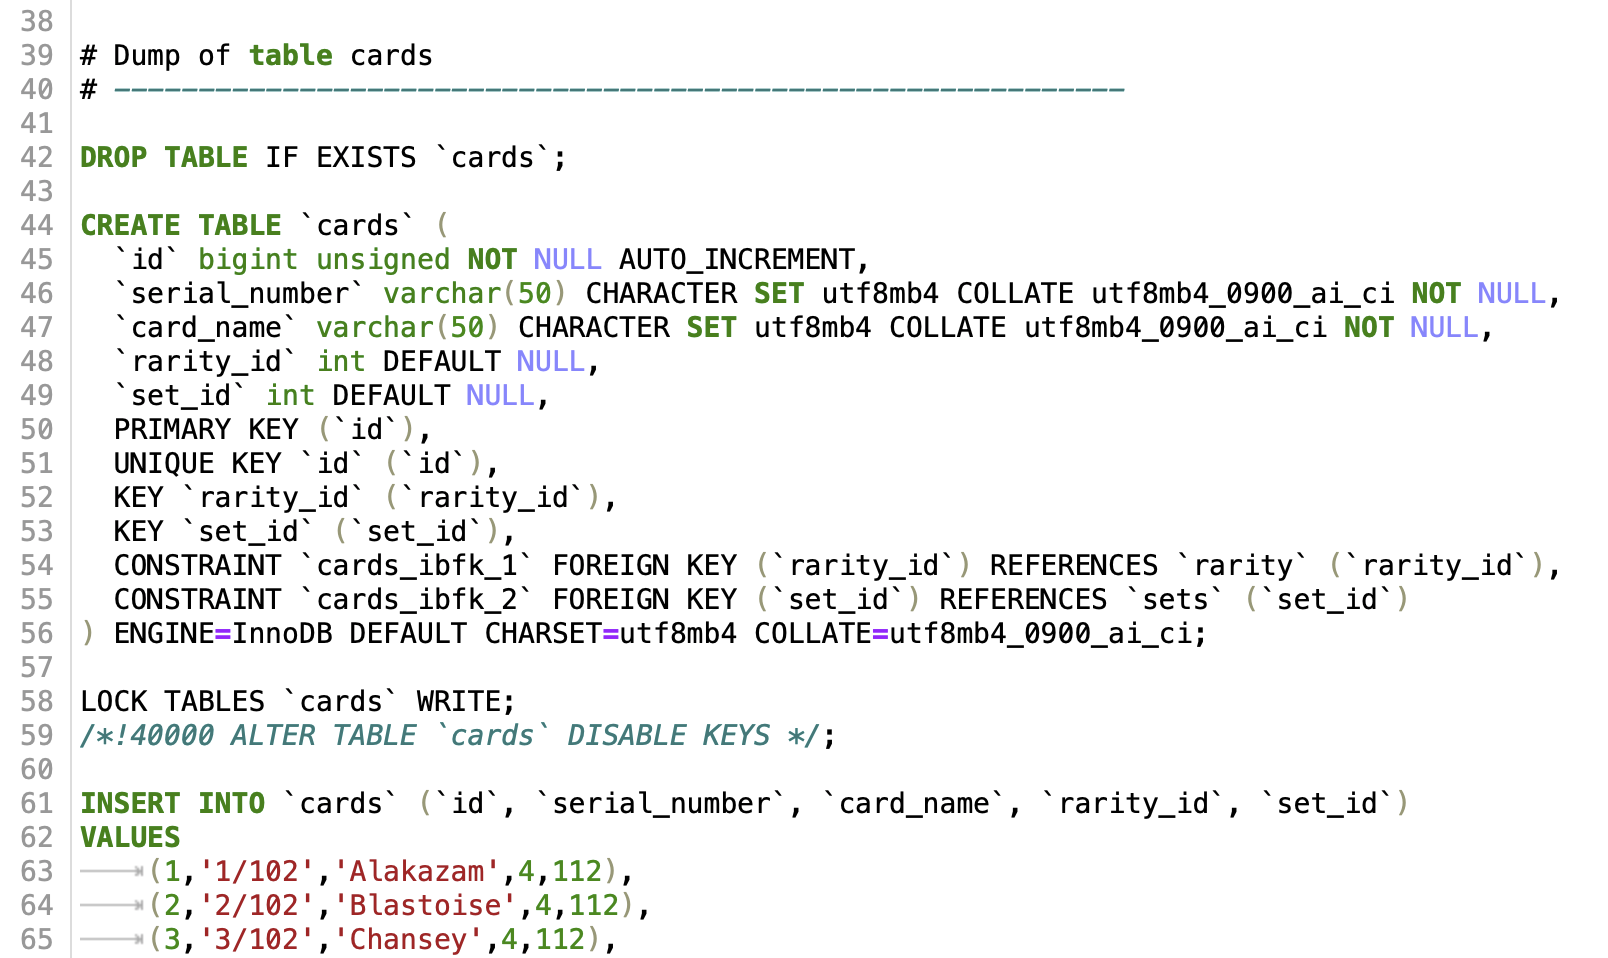 38
39 # Dump of table cards
40 # ------------------------------------------------------------
41
42 DROP TABLE IF EXISTS `cards`;
43
44 CREATE TABLE `cards` (
45   `id` bigint unsigned NOT NULL AUTO_INCREMENT,
46   `serial_number` varchar(50) CHARACTER SET utf8mb4 COLLATE utf8mb4_0900_ai_ci NOT NULL,
47   `card_name` varchar(50) CHARACTER SET utf8mb4 COLLATE utf8mb4_0900_ai_ci NOT NULL,
48   `rarity_id` int DEFAULT NULL,
49   `set_id` int DEFAULT NULL,
50   PRIMARY KEY (`id`),
51   UNIQUE KEY `id` (`id`),
52   KEY `rarity_id` (`rarity_id`),
53   KEY `set_id` (`set_id`),
54   CONSTRAINT `cards_ibfk_1` FOREIGN KEY (`rarity_id`) REFERENCES `rarity` (`rarity_id`),
55   CONSTRAINT `cards_ibfk_2` FOREIGN KEY (`set_id`) REFERENCES `sets` (`set_id`)
56 ) ENGINE=InnoDB DEFAULT CHARSET=utf8mb4 COLLATE=utf8mb4_0900_ai_ci;
57
58 LOCK TABLES `cards` WRITE;
59 /*!40000 ALTER TABLE `cards` DISABLE KEYS */;
60
61 INSERT INTO `cards` (`id`, `serial_number`, `card_name`, `rarity_id`, `set_id`)
62 VALUES
63 	(1,'1/102','Alakazam',4,112),
64 	(2,'2/102','Blastoise',4,112),
65 	(3,'3/102','Chansey',4,112),